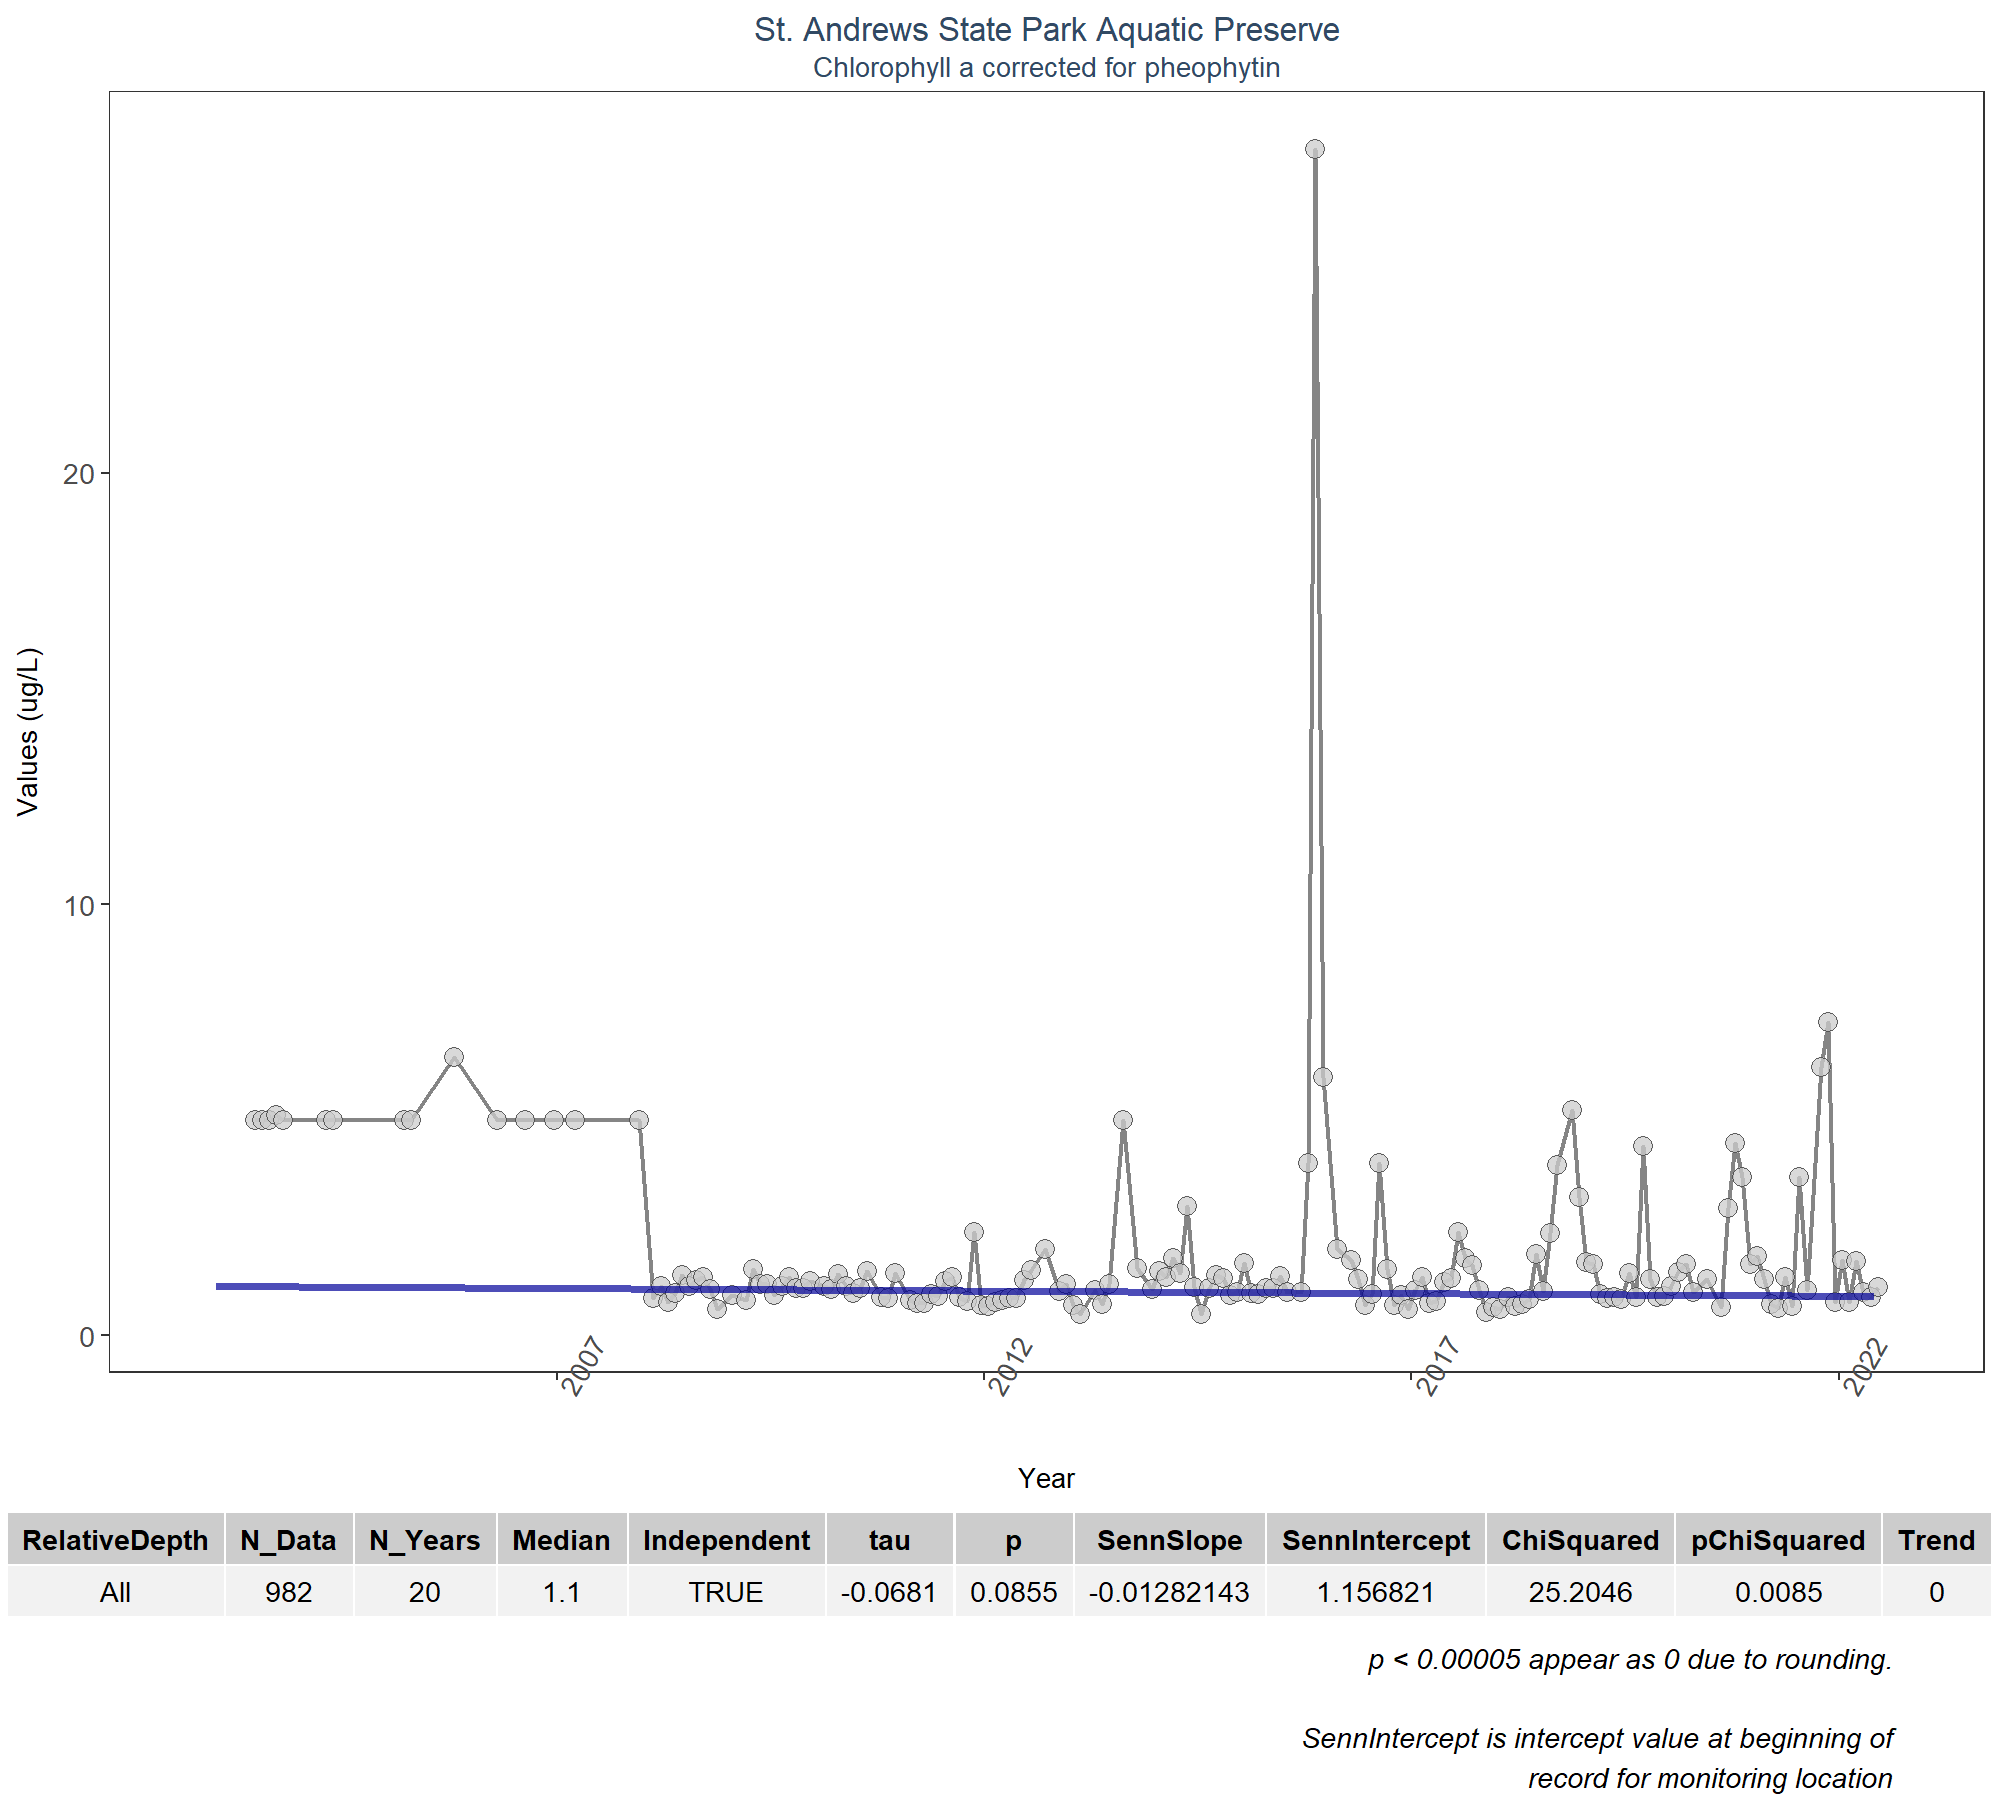 St. Andrews State Park Aquatic Preserve
Chlorophyll a corrected for pheophytin
20
10
0
Values (ug/L)
2007
2012
2017
2022
Year
RelativeDepth N_Data N_Years Median Independent tau p SennSlope SennIntercept ChiSquared pChiSquared Trend
All 982 20 1.1 TRUE -0.0681 0.0855 -0.01282143 1.156821 25.2046 0.0085 0
p < 0.00005 appear as 0 due to rounding.
SennIntercept is intercept value at beginning of
record for monitoring location